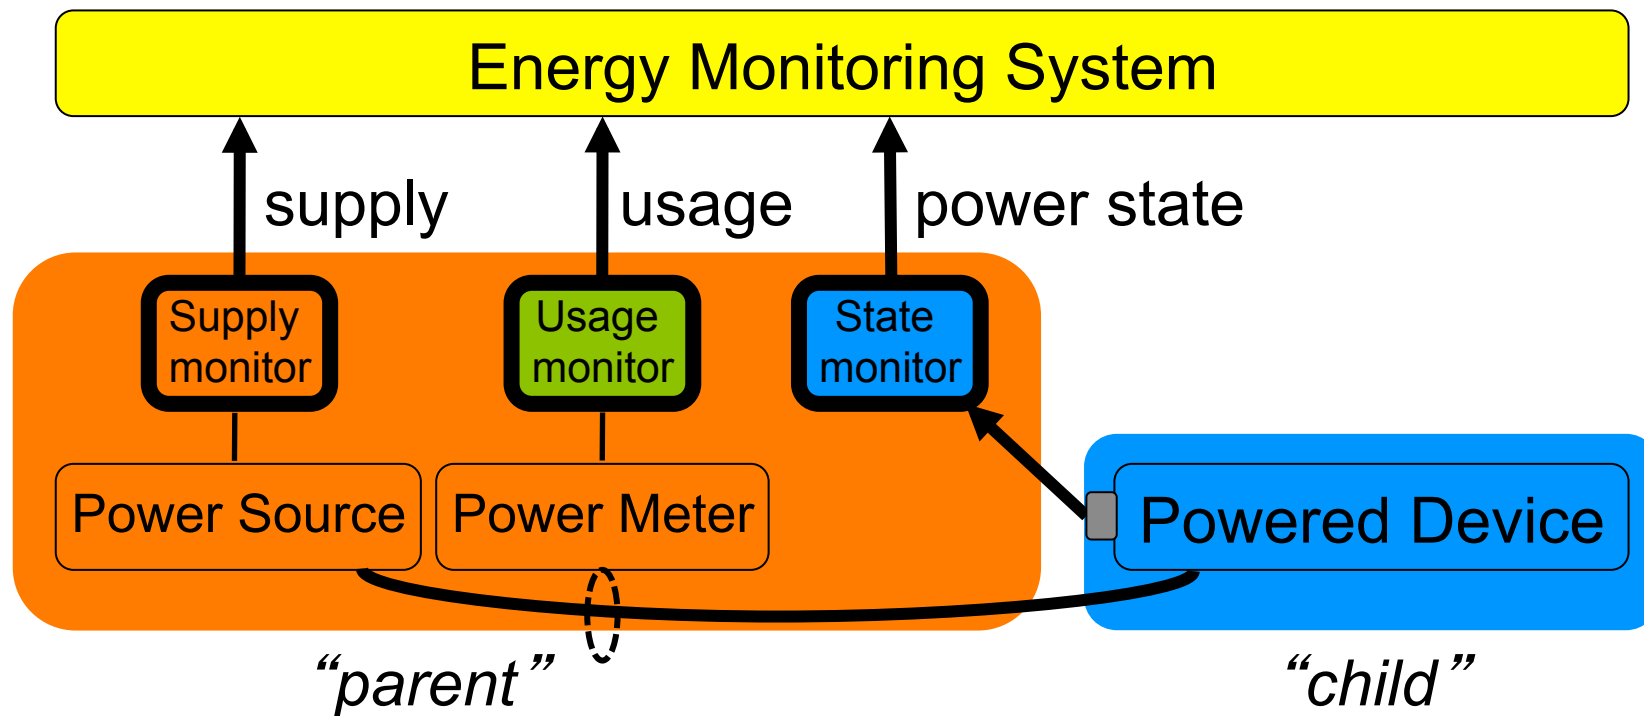 Energy Monitoring System
supply
usage
power state
Supply
monitor
Usage
monitor
State
monitor
Power Source
Power Meter
Powered Device
“parent”
“child”